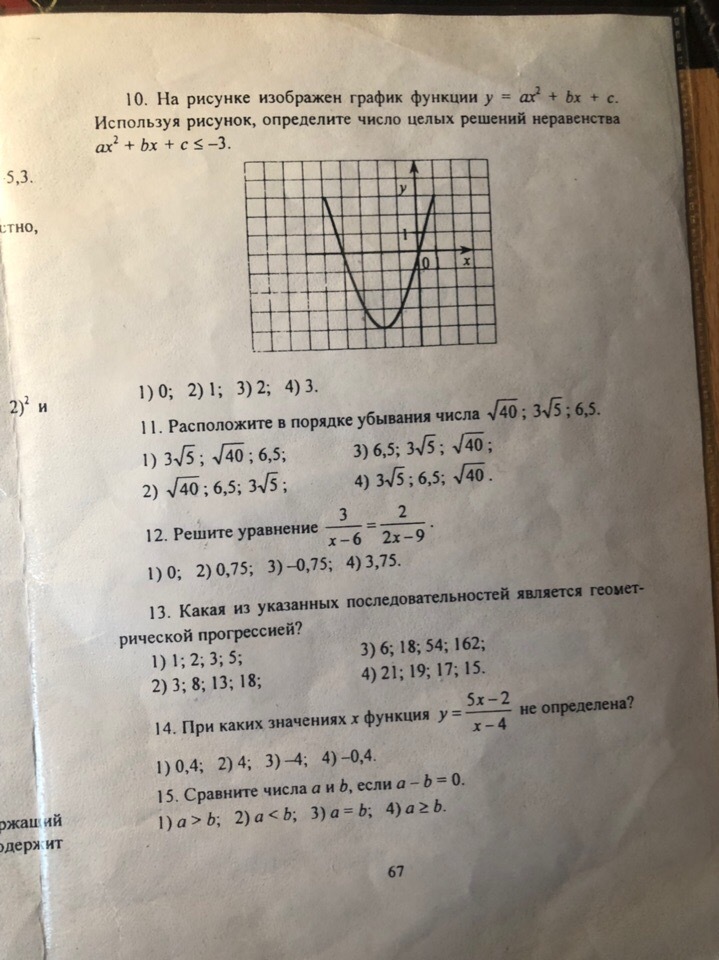 10. На рисунке изображен график функции y = ax² + bx + c.
Используя рисунок, определите число целых решений неравенства
ax² + bx + c ≤ –3.
5,3.
2)² и
y
1
0
x
1) 0; 2) 1; 3) 2; 4) 3.
11. Расположите в порядке убывания числа √40 ; 3√5 ; 6,5.
1) 3√5 ; √40 ; 6,5; 3) 6,5; 3√5 ; √40 ;
2) √40 ; 6,5; 3√5 ; 4) 3√5 ; 6,5; √40 .
12. Решите уравнение 3/(x – 6) = 2/(2x – 9) .
1) 0; 2) 0,75; 3) –0,75; 4) 3,75.
13. Какая из указанных последовательностей является геомет-
рической прогрессией?
1) 1; 2; 3; 5; 3) 6; 18; 54; 162;
2) 3; 8; 13; 18; 4) 21; 19; 17; 15.
14. При каких значениях x функция y = (5x – 2)/(x – 4) не определена?
1) 0,4; 2) 4; 3) –4; 4) –0,4.
15. Сравните числа a и b, если a – b = 0.
1) a > b; 2) a < b; 3) a = b; 4) a ≥ b.
67